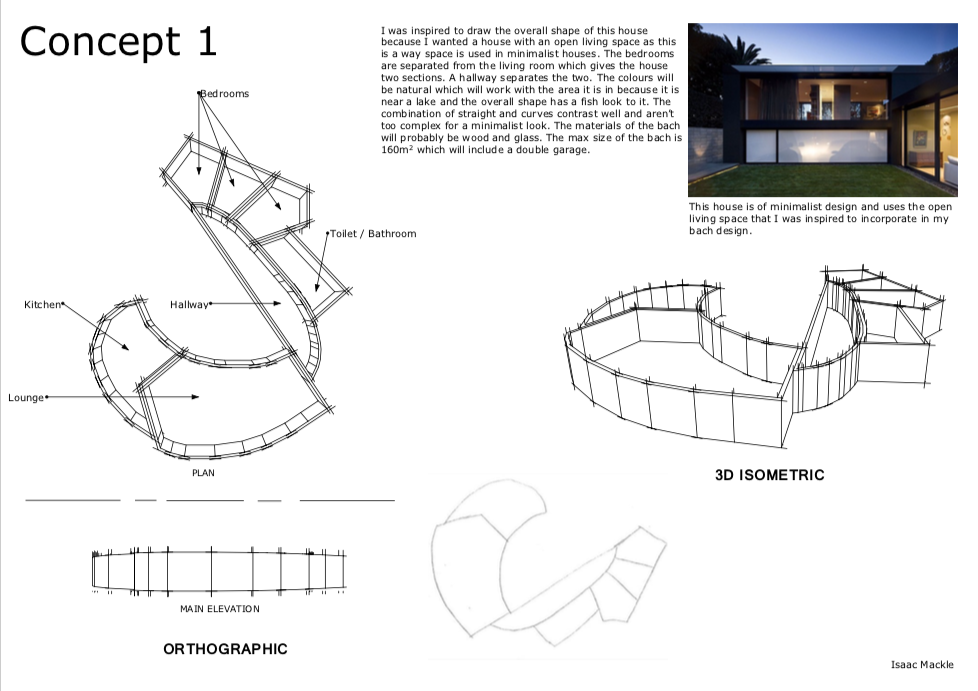 Concept 1
I was inspired to draw the overall shape of this house
because I wanted a house with an open living space as this
is a way space is used in minimalist houses. The bedrooms
are separated from the living room which gives the house
two sections. A hallway separates the two. The colours will
be natural which will work with the area it is in because it is
near a lake and the overall shape has a fish look to it. The
combination of straight and curves contrast well and aren't
too complex for a minimalist look. The materials of the bach
will probably be wood and glass. The max size of the bach is
160m² which will include a double garage.
This house is of minimalist design and uses the open
living space that I was inspired to incorporate in my
bach design.
Bedrooms
Toilet / Bathroom
Kitchen
Hallway
Lounge
PLAN
3D ISOMETRIC
MAIN ELEVATION
ORTHOGRAPHIC
Isaac Mackle